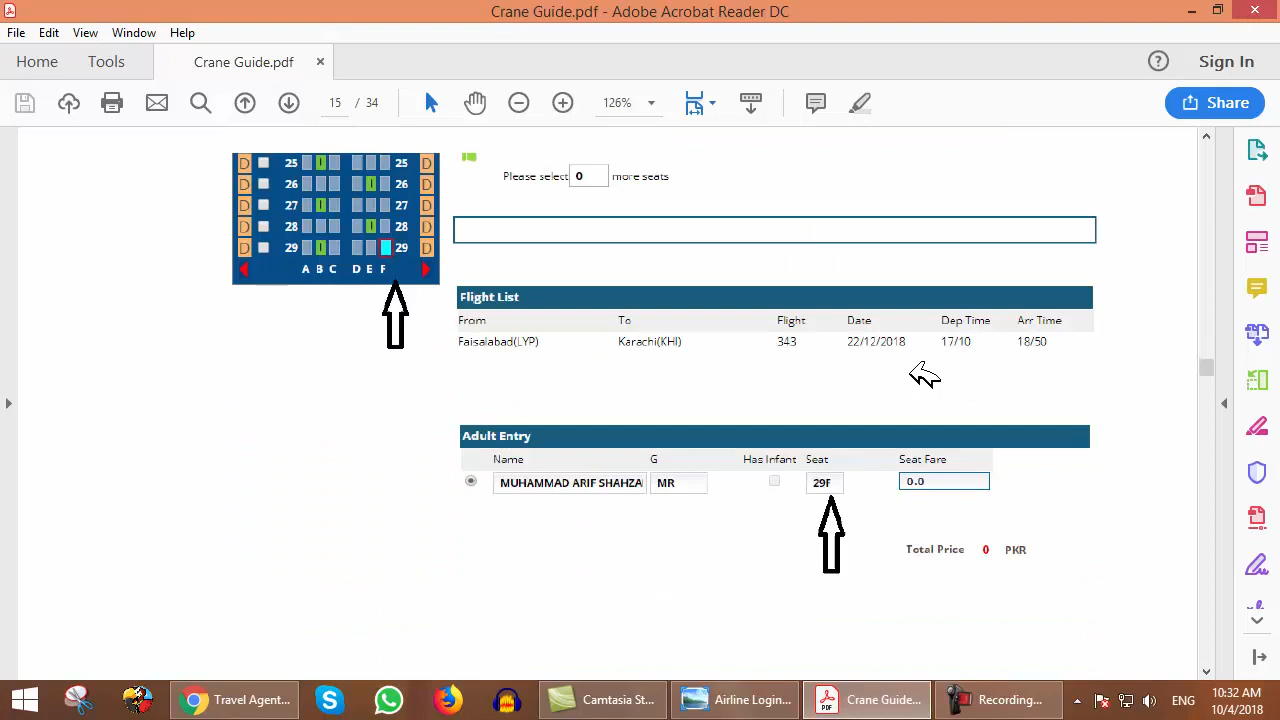 Crane Guide.pdf - Adobe Acrobat Reader DC
File Edit View Window Help
Home Tools Crane Guide.pdf × Sign In
15 / 34 126% Share
D 25 I 25 D
D 26 I 26 D
D 27 I 27 D
D 28 I 28 D
D 29 I 29 D
A B C D E F
Please select 0 more seats
Flight List
From To Flight Date Dep Time Arr Time
Faisalabad(LYP) Karachi(KHI) 343 22/12/2018 17/10 18/50
Adult Entry
Name G Has Infant Seat Seat Fare
MUHAMMAD ARIF SHAHZA MR 29F 0.0
Total Price 0 PKR
Travel Agent... Camtasia St... Airline Login... Crane Guide... Recording... ENG 10:32 AM
10/4/2018